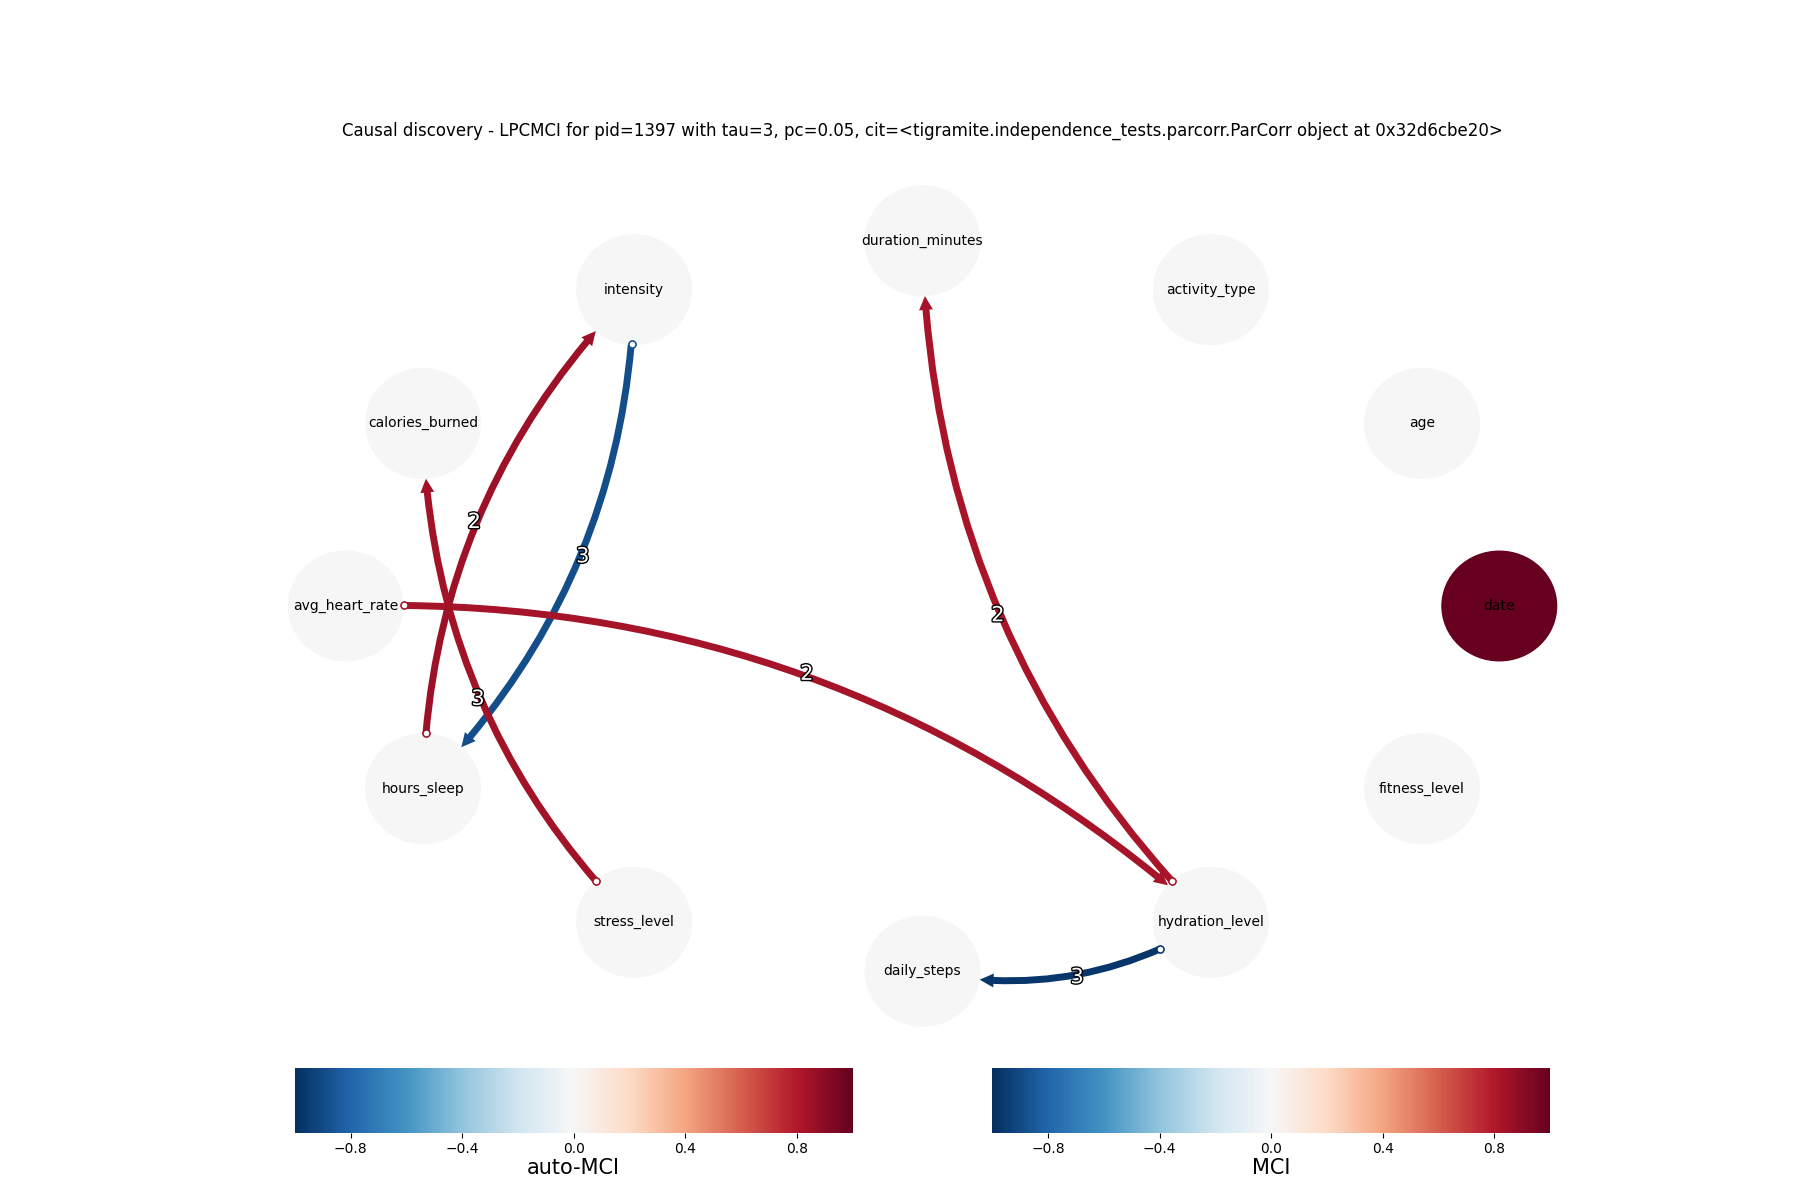 Causal discovery - LPCMCI for pid=1397 with tau=3, pc=0.05, cit=<tigramite.independence_tests.parcorr.ParCorr object at 0x32d6cbe20>
duration_minutes
intensity
activity_type
calories_burned
age
2
3
avg_heart_rate
date
2
2
3
hours_sleep
fitness_level
stress_level
hydration_level
daily_steps
3
−0.8 −0.4 0.0 0.4 0.8
auto-MCI
−0.8 −0.4 0.0 0.4 0.8
MCI